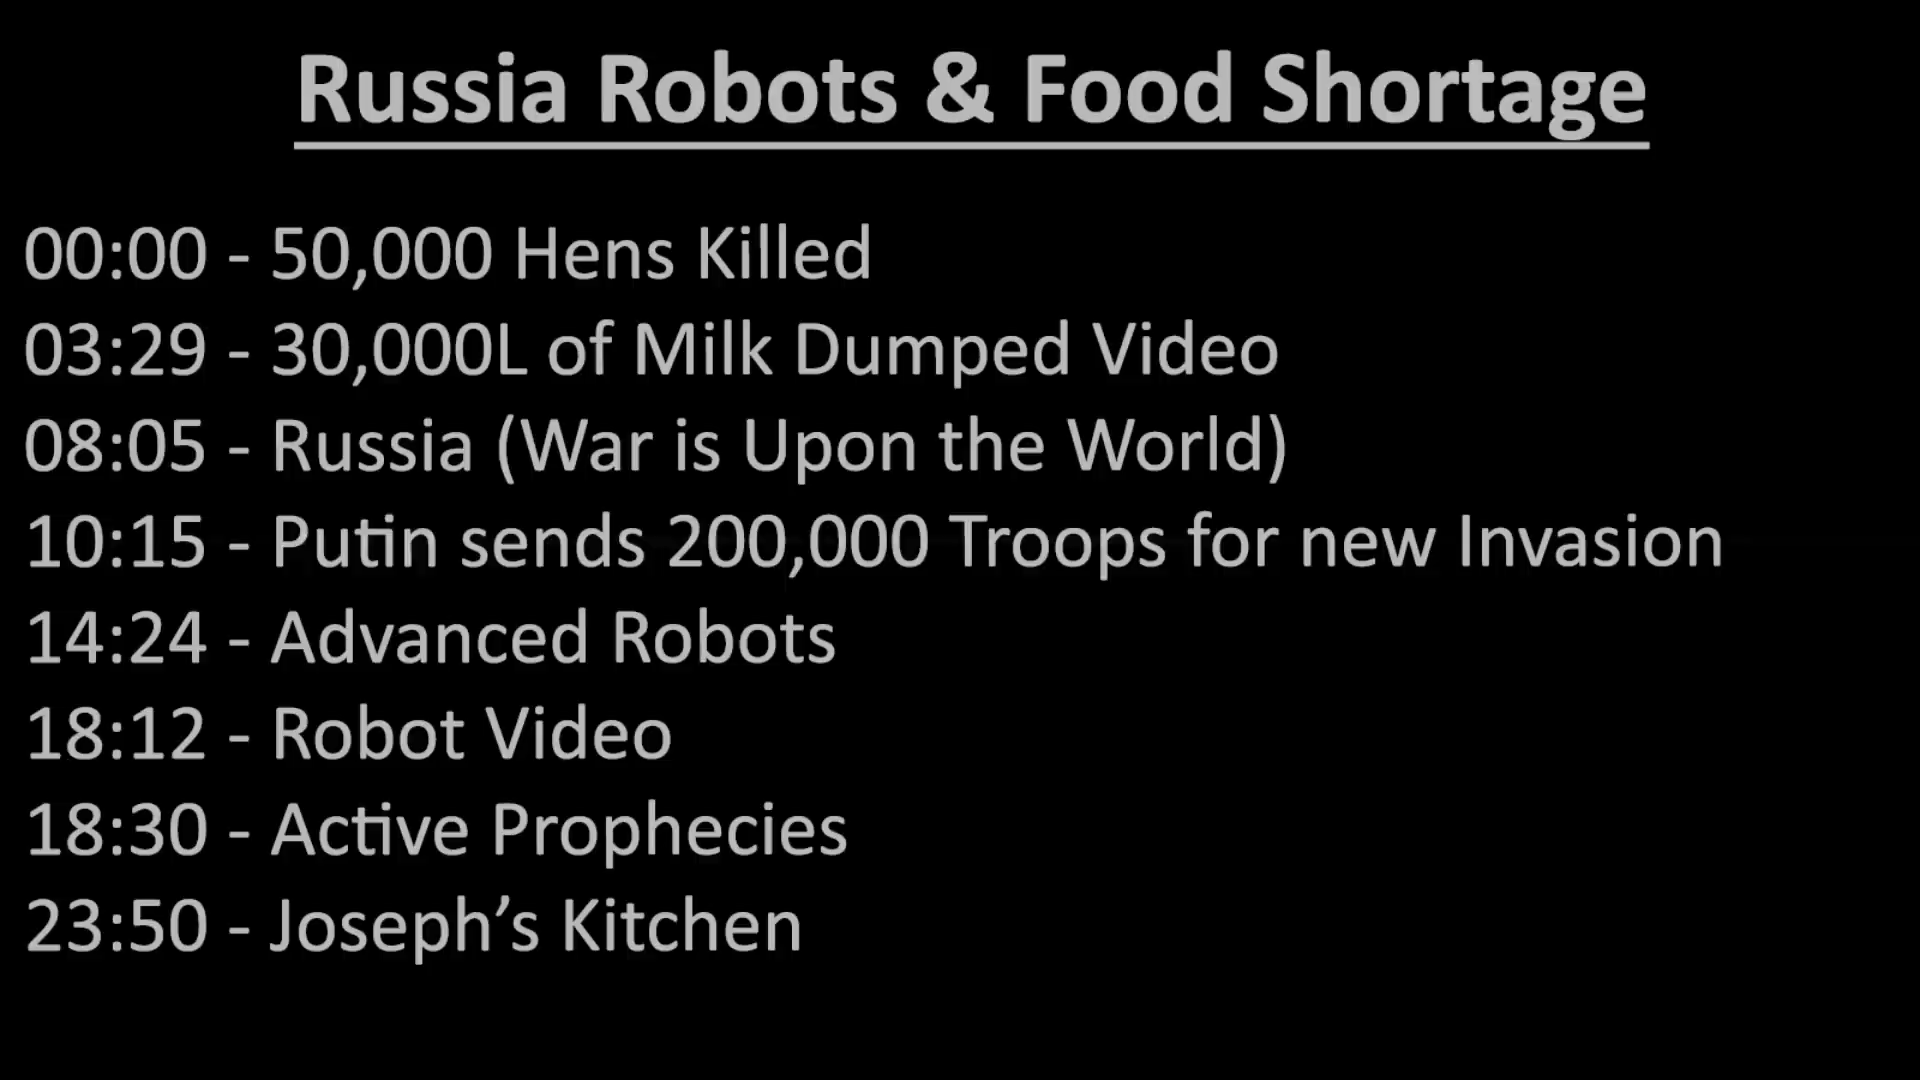 Russia Robots & Food Shortage
00:00 - 50,000 Hens Killed
03:29 - 30,000L of Milk Dumped Video
08:05 - Russia (War is Upon the World)
10:15 - Putin sends 200,000 Troops for new Invasion
14:24 - Advanced Robots
18:12 - Robot Video
18:30 - Active Prophecies
23:50 - Joseph’s Kitchen